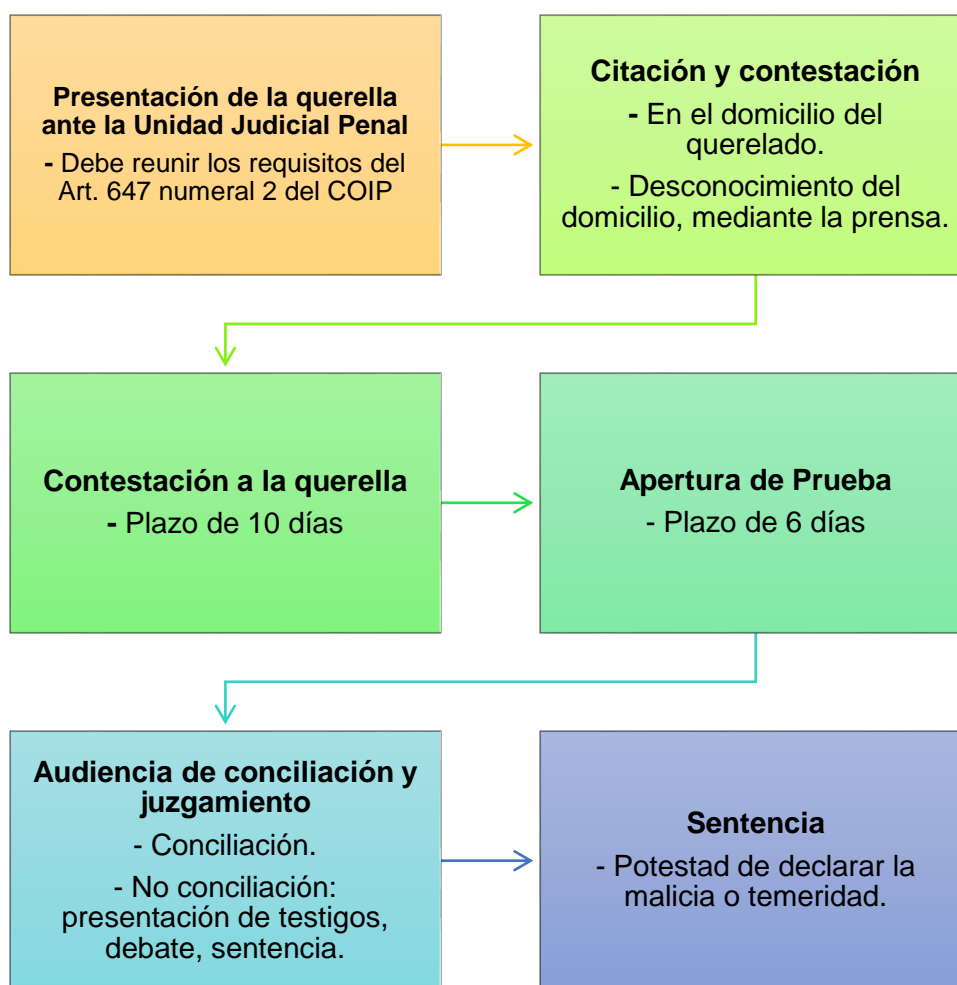 Presentación de la querella
ante la Unidad Judicial Penal
- Debe reunir los requisitos del
Art. 647 numeral 2 del COIP
Citación y contestación
- En el domicilio del
querelado.
- Desconocimiento del
domicilio, mediante la prensa.
Contestación a la querella
- Plazo de 10 días
Apertura de Prueba
- Plazo de 6 días
Audiencia de conciliación y
juzgamiento
- Conciliación.
- No conciliación:
presentación de testigos,
debate, sentencia.
Sentencia
- Potestad de declarar la
malicia o temeridad.